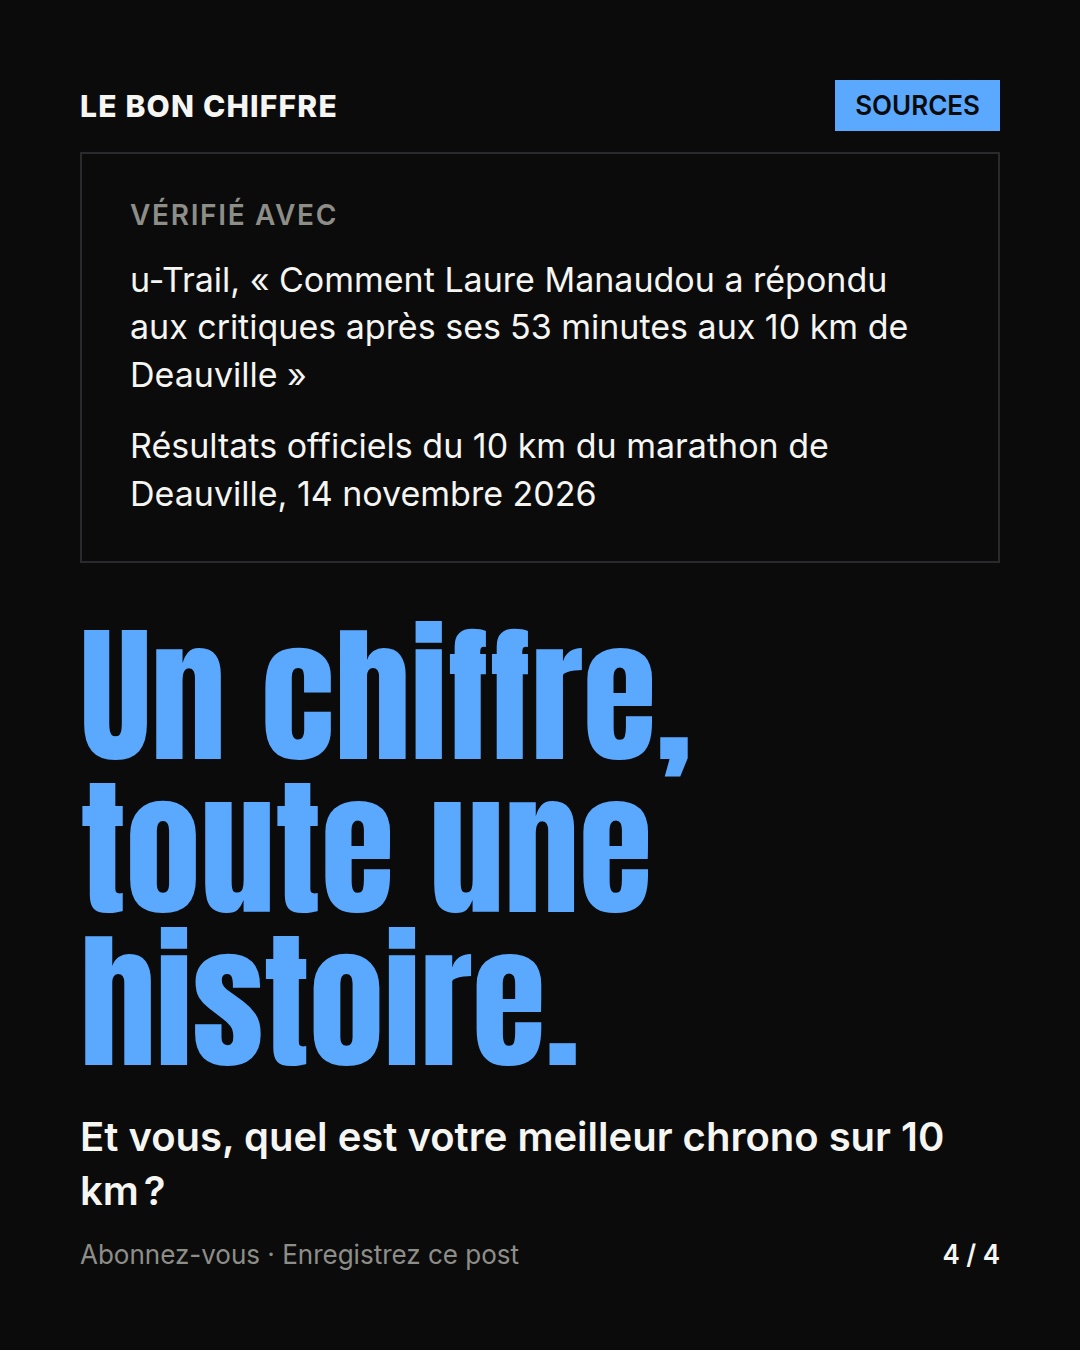 LE BON CHIFFRE
SOURCES
VÉRIFIÉ AVEC
u-Trail, « Comment Laure Manaudou a répondu
aux critiques après ses 53 minutes aux 10 km de
Deauville »
Résultats officiels du 10 km du marathon de
Deauville, 14 novembre 2026
Un chiffre,
toute une
histoire.
Et vous, quel est votre meilleur chrono sur 10
km ?
Abonnez-vous · Enregistrez ce post
4 / 4